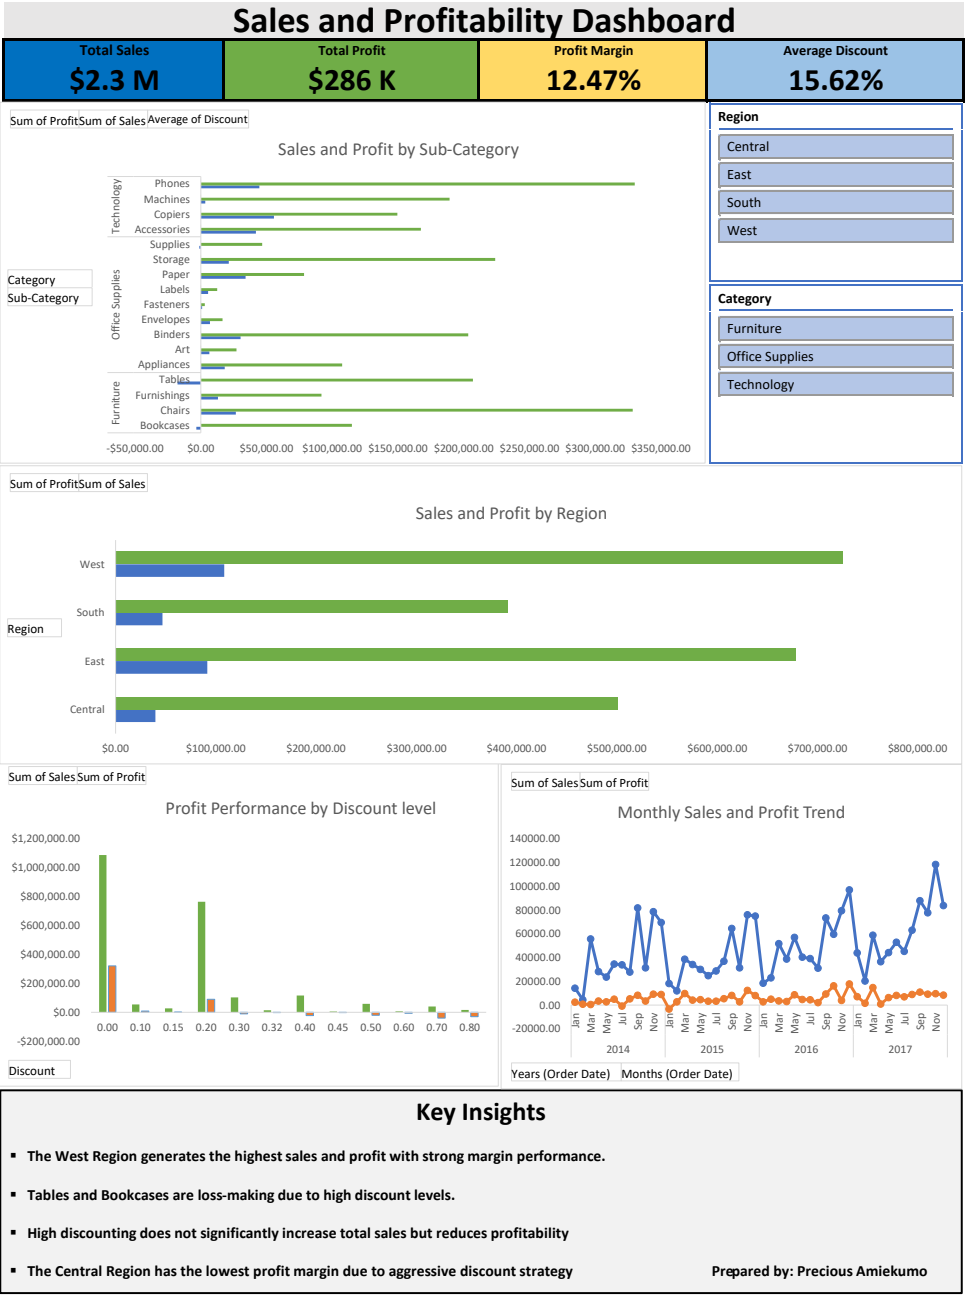 Sales and Profitability Dashboard
Total Sales
$2.3 M
Total Profit
$286 K
Profit Margin
12.47%
Average Discount
15.62%
Sum of Profit Sum of Sales Average of Discount
Sales and Profit by Sub-Category
Technology
Phones
Machines
Copiers
Accessories
Office Supplies
Supplies
Storage
Paper
Labels
Fasteners
Envelopes
Binders
Art
Appliances
Furniture
Tables
Furnishings
Chairs
Bookcases
Category
Sub-Category
-$50,000.00 $0.00 $50,000.00 $100,000.00 $150,000.00 $200,000.00 $250,000.00 $300,000.00 $350,000.00
Region
Central
East
South
West
Category
Furniture
Office Supplies
Technology
Sum of Profit Sum of Sales
Sales and Profit by Region
West
South
East
Central
Region
$0.00 $100,000.00 $200,000.00 $300,000.00 $400,000.00 $500,000.00 $600,000.00 $700,000.00 $800,000.00
Sum of Sales Sum of Profit
Profit Performance by Discount level
$1,200,000.00
$1,000,000.00
$800,000.00
$600,000.00
$400,000.00
$200,000.00
$0.00
-$200,000.00
0.00 0.10 0.15 0.20 0.30 0.32 0.40 0.45 0.50 0.60 0.70 0.80
Discount
Sum of Sales Sum of Profit
Monthly Sales and Profit Trend
140000.00
120000.00
100000.00
80000.00
60000.00
40000.00
20000.00
0.00
-20000.00
Jan Mar May Jul Sep Nov Jan Mar May Jul Sep Nov Jan Mar May Jul Sep Nov Jan Mar May Jul Sep Nov
2014 2015 2016 2017
Years (Order Date) Months (Order Date)
Key Insights
▪ The West Region generates the highest sales and profit with strong margin performance.
▪ Tables and Bookcases are loss-making due to high discount levels.
▪ High discounting does not significantly increase total sales but reduces profitability
▪ The Central Region has the lowest profit margin due to aggressive discount strategy
Prepared by: Precious Amiekumo